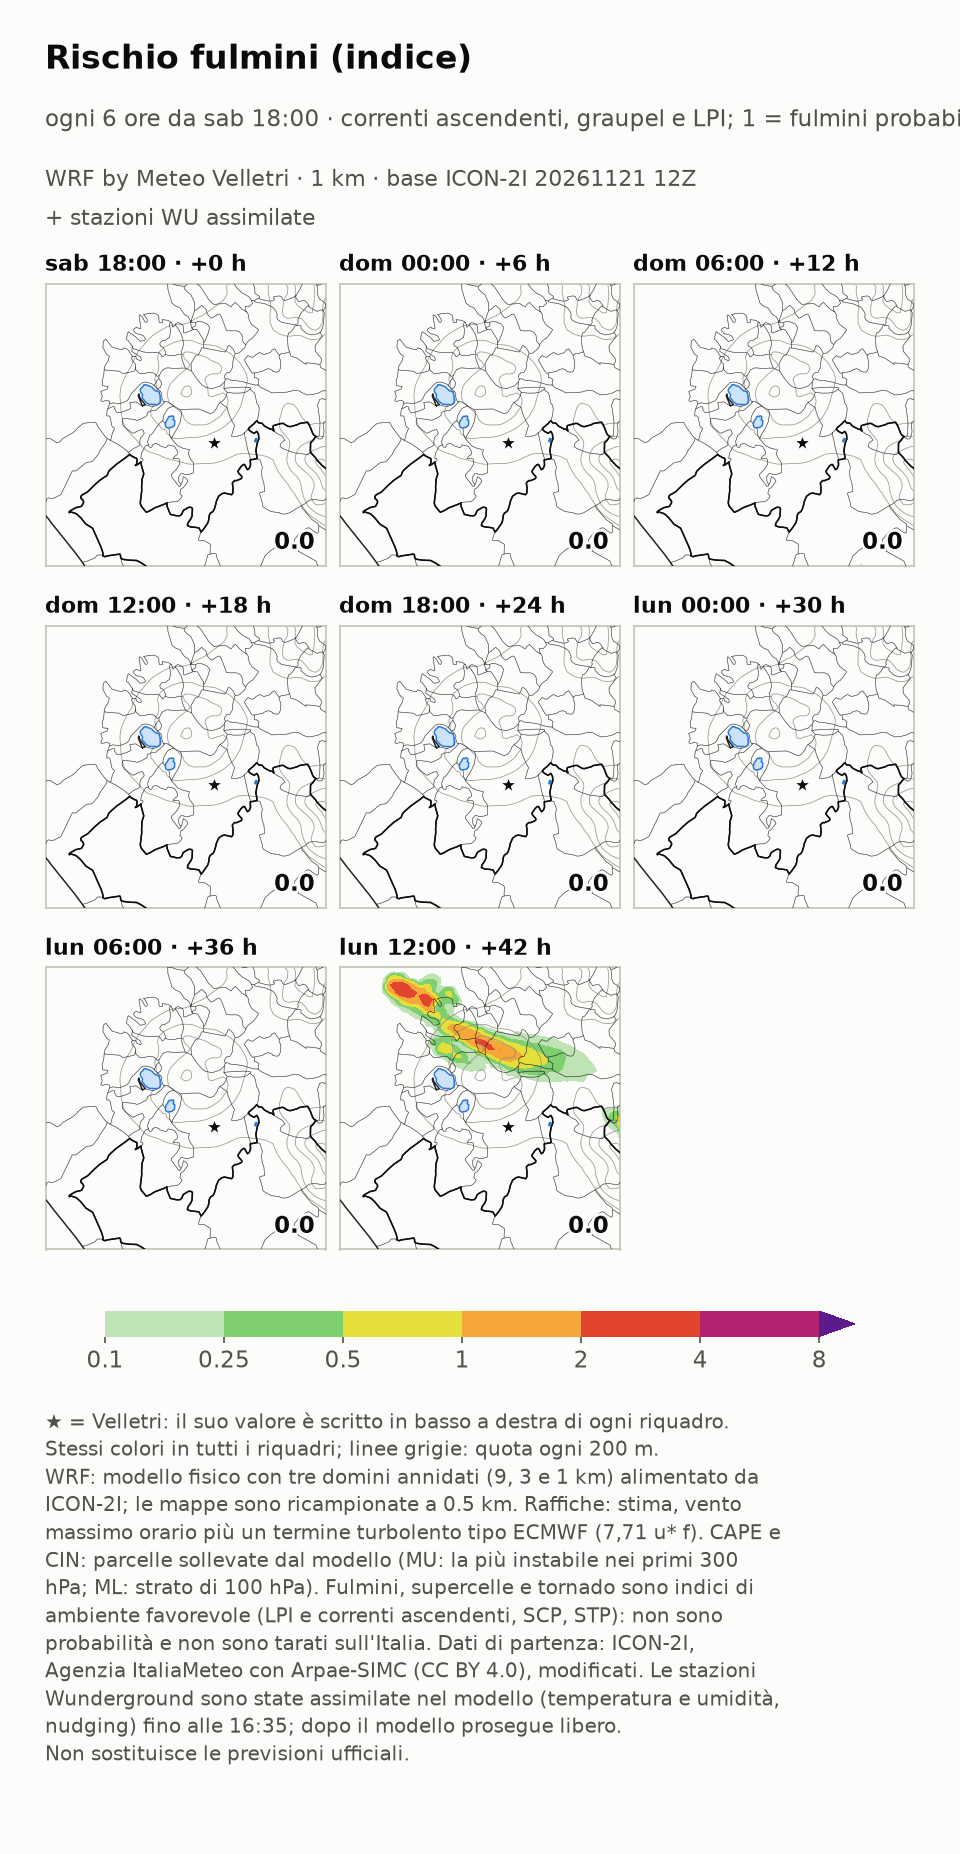 Rischio fulmini (indice)
ogni 6 ore da sab 18:00 · correnti ascendenti, graupel e LPI; 1 = fulmini probabi
WRF by Meteo Velletri · 1 km · base ICON-2I 20261121 12Z
+ stazioni WU assimilate
sab 18:00 · +0 h
dom 00:00 · +6 h
dom 06:00 · +12 h
0.0
0.0
0.0
dom 12:00 · +18 h
dom 18:00 · +24 h
lun 00:00 · +30 h
0.0
0.0
0.0
lun 06:00 · +36 h
lun 12:00 · +42 h
0.0
0.0
0.1 0.25 0.5 1 2 4 8
★ = Velletri: il suo valore è scritto in basso a destra di ogni riquadro.
Stessi colori in tutti i riquadri; linee grigie: quota ogni 200 m.
WRF: modello fisico con tre domini annidati (9, 3 e 1 km) alimentato da
ICON-2I; le mappe sono ricampionate a 0.5 km. Raffiche: stima, vento
massimo orario più un termine turbolento tipo ECMWF (7,71 u* f). CAPE e
CIN: parcelle sollevate dal modello (MU: la più instabile nei primi 300
hPa; ML: strato di 100 hPa). Fulmini, supercelle e tornado sono indici di
ambiente favorevole (LPI e correnti ascendenti, SCP, STP): non sono
probabilità e non sono tarati sull'Italia. Dati di partenza: ICON-2I,
Agenzia ItaliaMeteo con Arpae-SIMC (CC BY 4.0), modificati. Le stazioni
Wunderground sono state assimilate nel modello (temperatura e umidità,
nudging) fino alle 16:35; dopo il modello prosegue libero.
Non sostituisce le previsioni ufficiali.